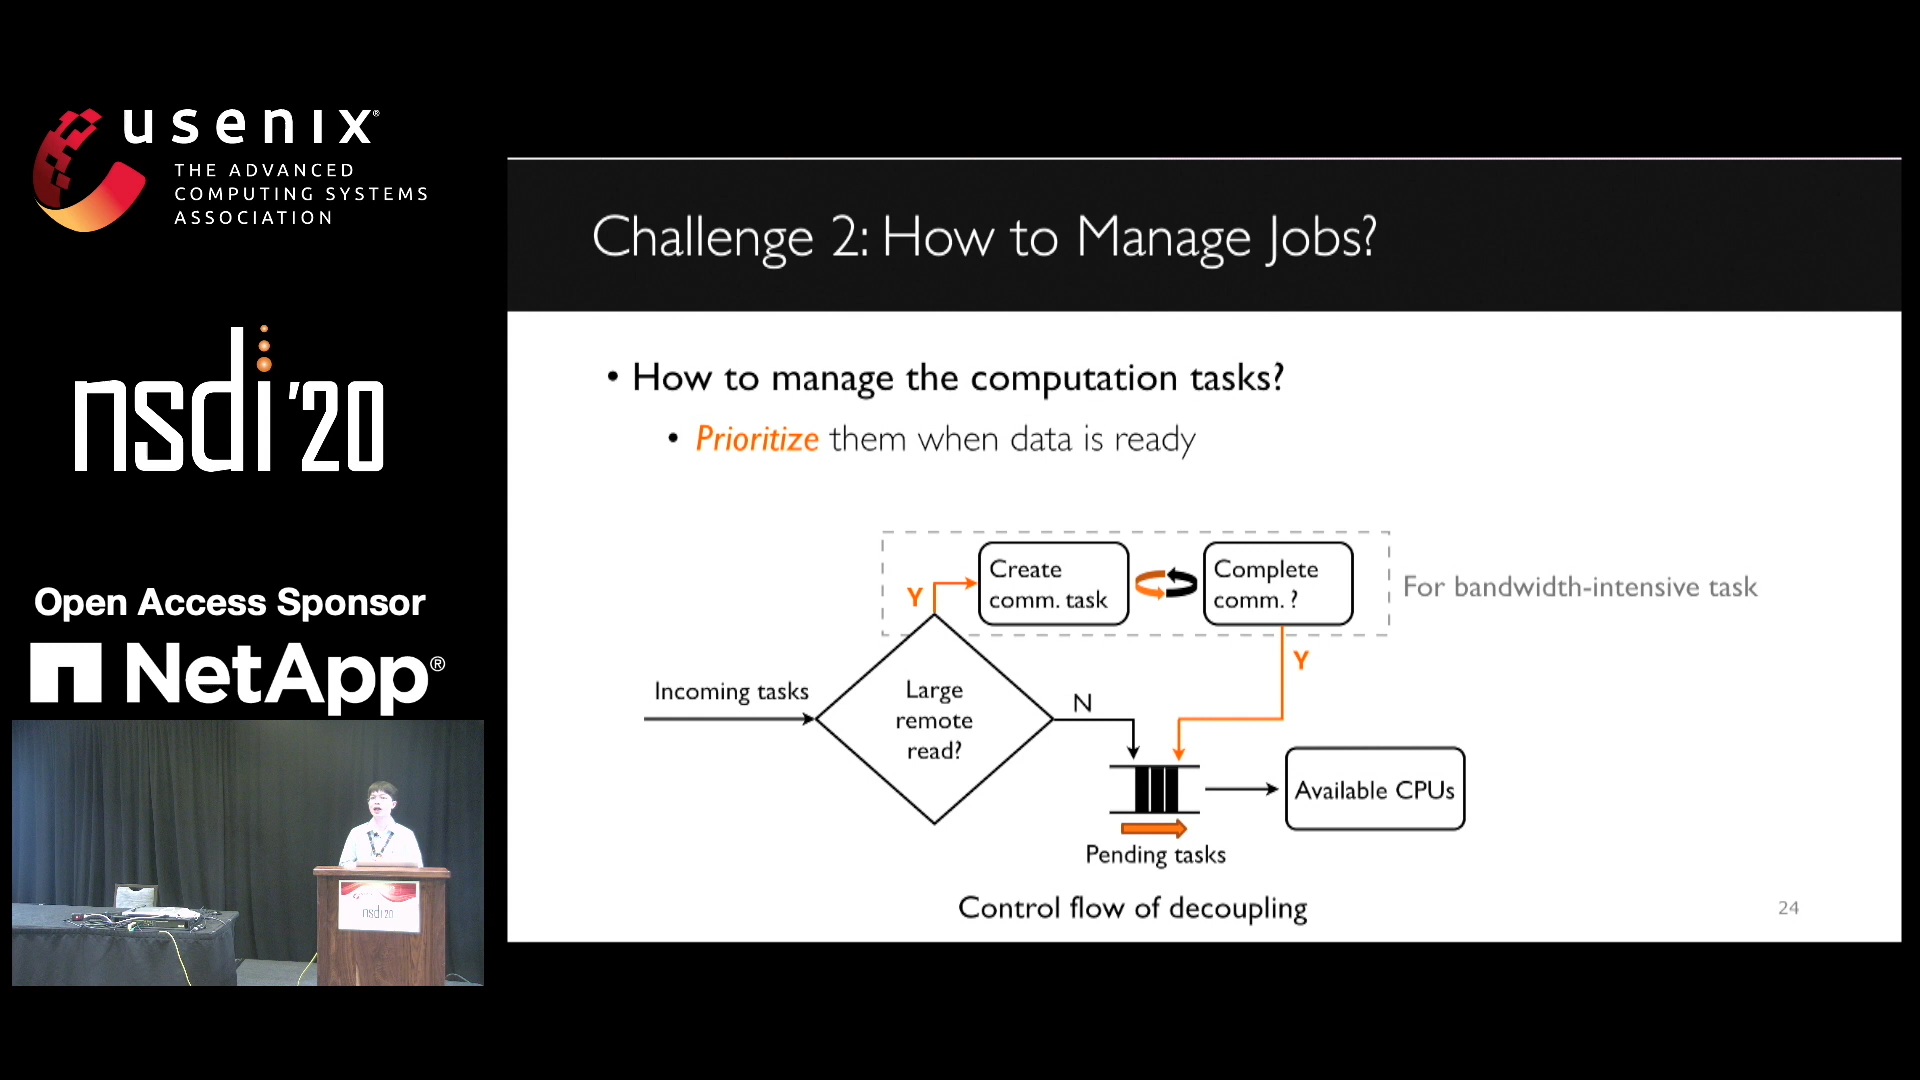 usenix®
THE ADVANCED
COMPUTING SYSTEMS
ASSOCIATION
nsdi '20
Open Access Sponsor
NetApp®
nsdi 20
Challenge 2: How to Manage Jobs?
• How to manage the computation tasks?
• Prioritize them when data is ready
Create
comm. task
Complete
comm. ?
For bandwidth-intensive task
Y
Y
Incoming tasks
Large
remote
read?
N
Available CPUs
Pending tasks
Control flow of decoupling
24